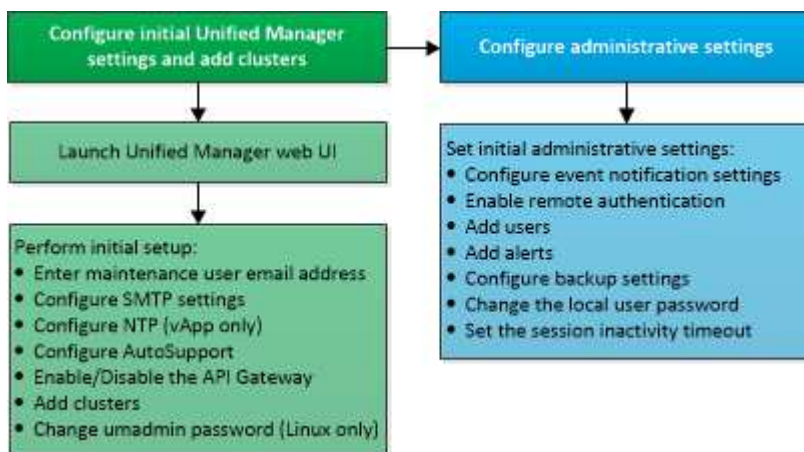 Configure initial Unified Manager
settings and add clusters
Configure administrative settings
Launch Unified Manager web UI
Perform initial setup:
• Enter maintenance user email address
• Configure SMTP settings
• Configure NTP (vApp only)
• Configure AutoSupport
• Enable/Disable the API Gateway
• Add clusters
• Change umadmin password (Linux only)
Set initial administrative settings:
• Configure event notification settings
• Enable remote authentication
• Add users
• Add alerts
• Configure backup settings
• Change the local user password
• Set the session inactivity timeout